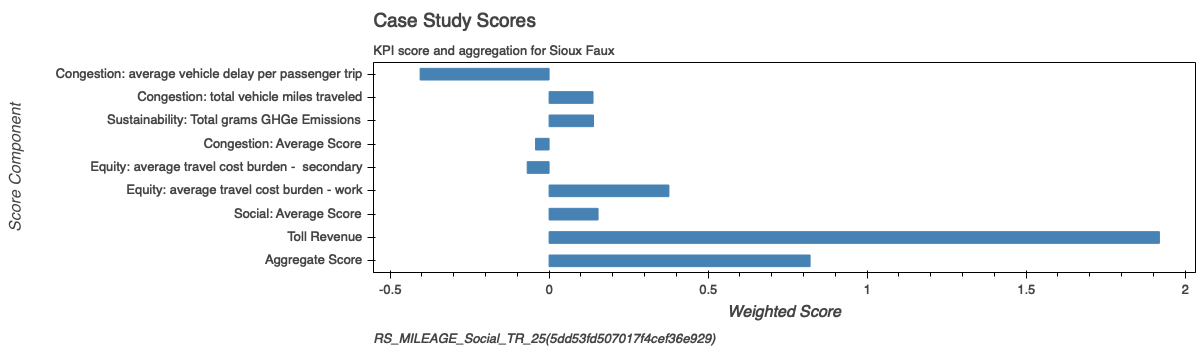 Case Study Scores
KPI score and aggregation for Sioux Faux
Score Component
Congestion: average vehicle delay per passenger trip
Congestion: total vehicle miles traveled
Sustainability: Total grams GHGe Emissions
Congestion: Average Score
Equity: average travel cost burden -  secondary
Equity: average travel cost burden - work
Social: Average Score
Toll Revenue
Aggregate Score
-0.5 0 0.5 1 1.5 2
Weighted Score
RS_MILEAGE_Social_TR_25(5dd53fd507017f4cef36e929)